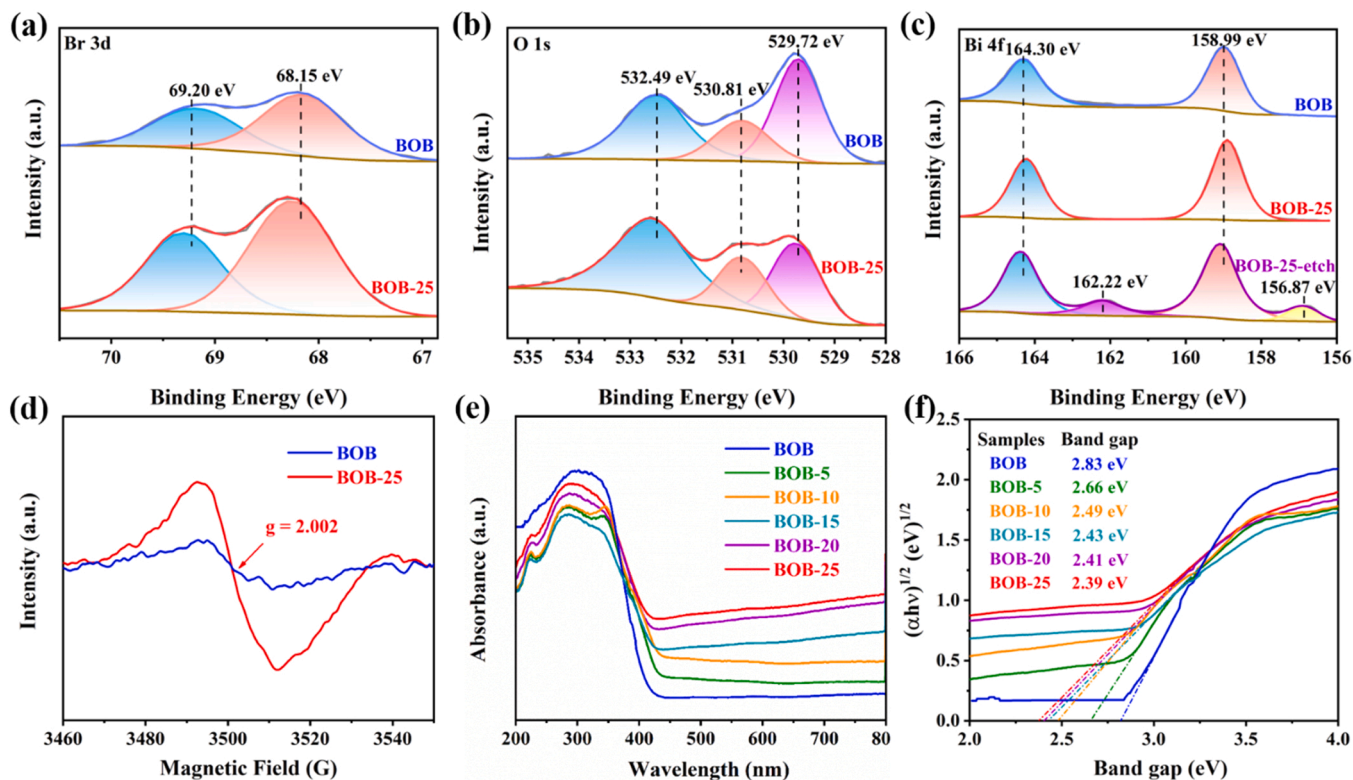 (a)
Br 3d
69.20 eV
68.15 eV
BOB
BOB-25
Intensity (a.u.)
70
69
68
67
Binding Energy (eV)
(b)
O 1s
532.49 eV
530.81 eV
529.72 eV
BOB
BOB-25
Intensity (a.u.)
535
534
533
532
531
530
529
528
Binding Energy (eV)
(c)
Bi 4f
164.30 eV
158.99 eV
BOB
BOB-25
BOB-25-etch
162.22 eV
156.87 eV
Intensity (a.u.)
166
164
162
160
158
156
Binding Energy (eV)
(d)
BOB
BOB-25
g = 2.002
Intensity (a.u.)
3460
3480
3500
3520
3540
Magnetic Field (G)
(e)
BOB
BOB-5
BOB-10
BOB-15
BOB-20
BOB-25
Absorbance (a.u.)
200
300
400
500
600
700
80
Wavelength (nm)
(f)
Samples Band gap
BOB 2.83 eV
BOB-5 2.66 eV
BOB-10 2.49 eV
BOB-15 2.43 eV
BOB-20 2.41 eV
BOB-25 2.39 eV
(αhν)1/2 (eV)1/2
2.5
2.0
1.5
1.0
0.5
0.0
2.0
2.5
3.0
3.5
4.0
Band gap (eV)